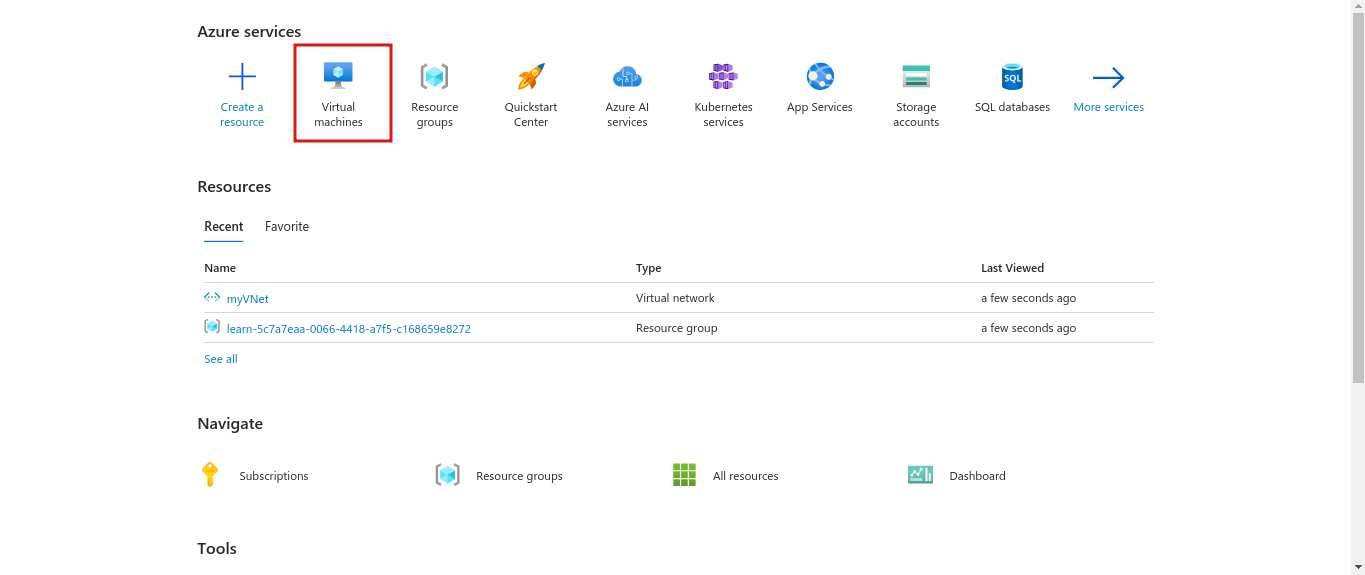 Azure services
Create a resource
Virtual machines
Resource groups
Quickstart Center
Azure AI services
Kubernetes services
App Services
Storage accounts
SQL
SQL databases
More services
Resources
Recent Favorite
Name Type Last Viewed
myVNet Virtual network a few seconds ago
learn-5c7a7eaa-0066-4418-a7f5-c168659e8272 Resource group a few seconds ago
See all
Navigate
Subscriptions Resource groups All resources Dashboard
Tools